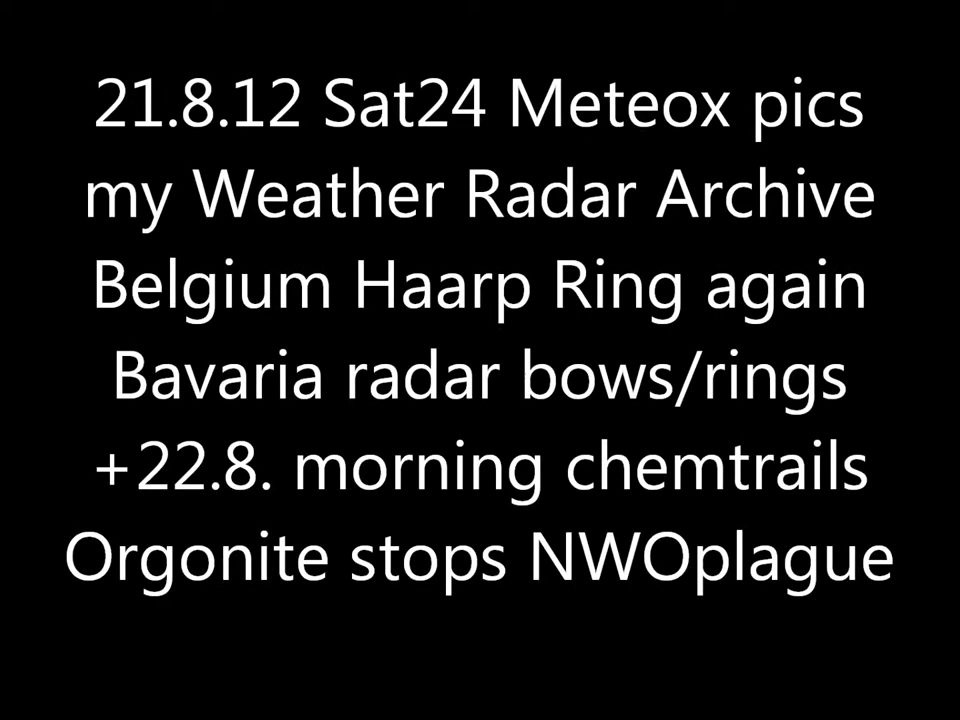 21.8.12 Sat24 Meteox pics
my Weather Radar Archive
Belgium Haarp Ring again
Bavaria radar bows/rings
+22.8. morning chemtrails
Orgonite stops NWOplague